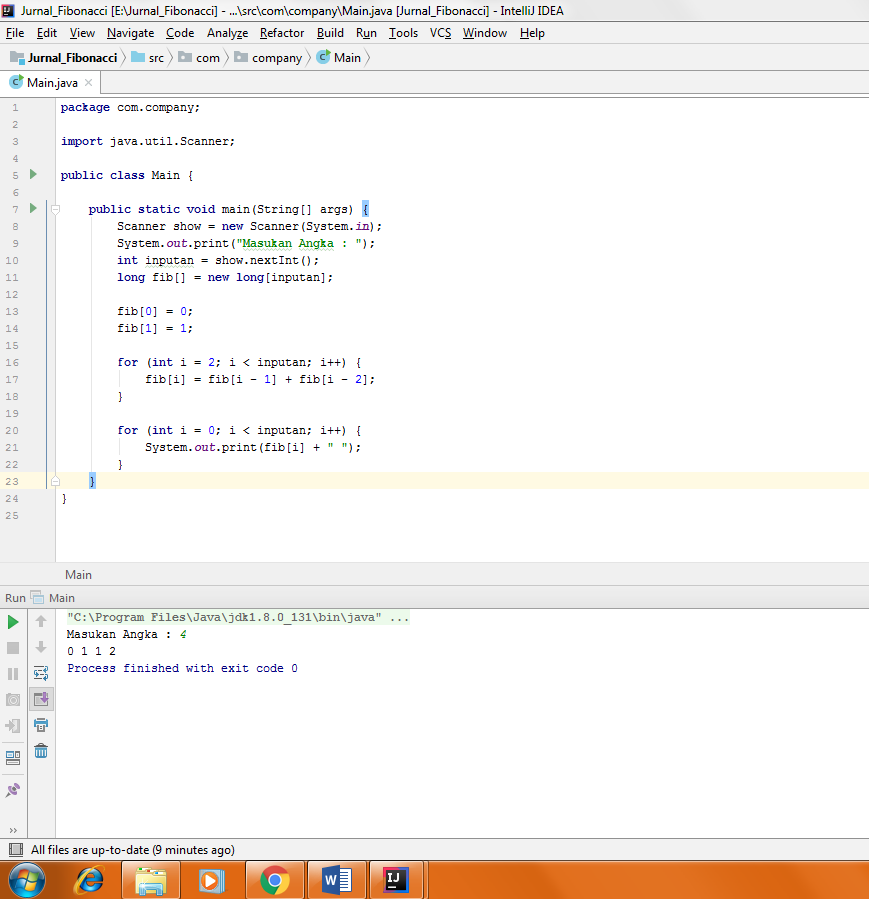 Jurnal_Fibonacci [E:\Jurnal_Fibonacci] - ...\src\com\company\Main.java [Jurnal_Fibonacci] - IntelliJ IDEA
File Edit View Navigate Code Analyze Refactor Build Run Tools VCS Window Help
Jurnal_Fibonacci src com company Main
Main.java
1 package com.company;
2
3 import java.util.Scanner;
4
5 public class Main {
6
7     public static void main(String[] args) {
8         Scanner show = new Scanner(System.in);
9         System.out.print("Masukan Angka : ");
10         int inputan = show.nextInt();
11         long fib[] = new long[inputan];
12
13         fib[0] = 0;
14         fib[1] = 1;
15
16         for (int i = 2; i < inputan; i++) {
17             fib[i] = fib[i - 1] + fib[i - 2];
18         }
19
20         for (int i = 0; i < inputan; i++) {
21             System.out.print(fib[i] + " ");
22         }
23     }
24 }
25
Main
Run Main
"C:\Program Files\Java\jdk1.8.0_131\bin\java" ...
Masukan Angka : 4
0 1 1 2
Process finished with exit code 0
All files are up-to-date (9 minutes ago)